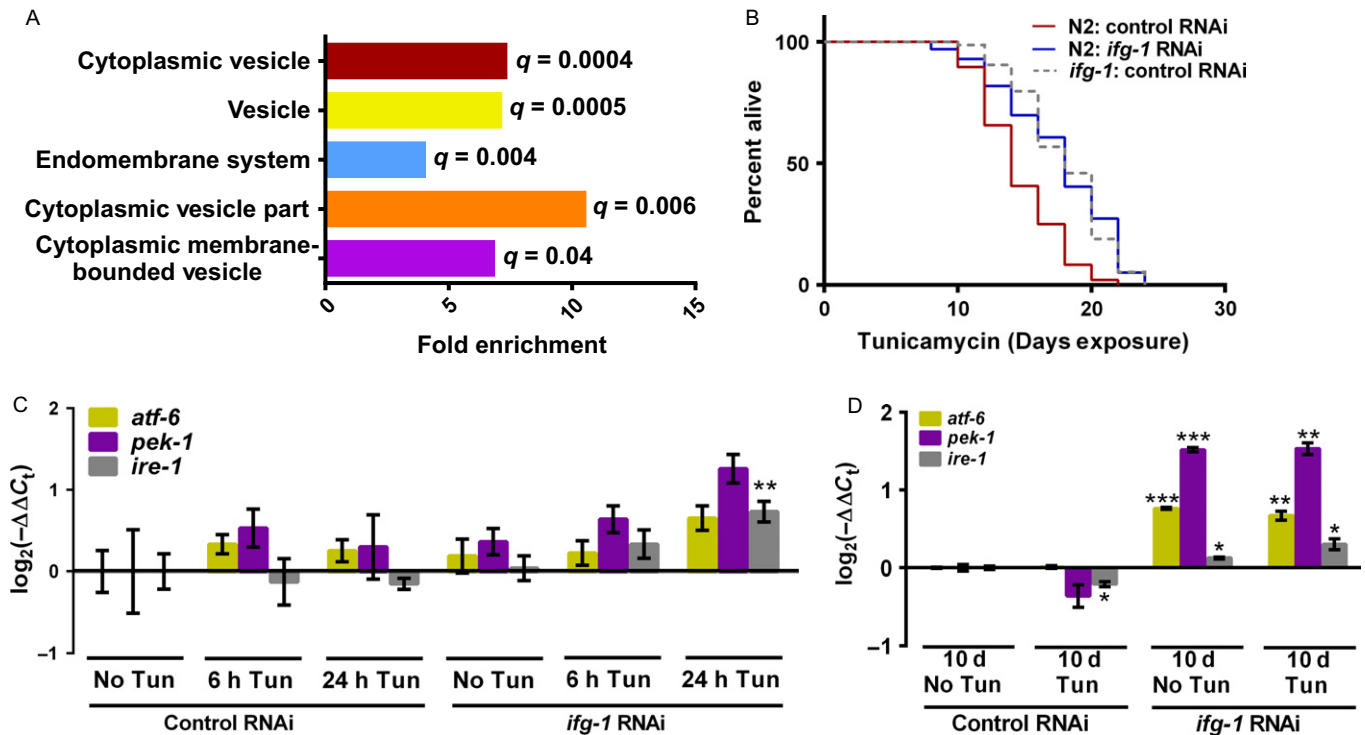 A
Cytoplasmic vesicle
q = 0.0004
Vesicle
q = 0.0005
Endomembrane system
q = 0.004
Cytoplasmic vesicle part
q = 0.006
Cytoplasmic membrane-
bounded vesicle
q = 0.04
0 5 10 15
Fold enrichment
B
N2: control RNAi
N2: ifg-1 RNAi
ifg-1: control RNAi
Percent alive
100
50
0
0 10 20 30
Tunicamycin (Days exposure)
C
atf-6
pek-1
ire-1
log2(-ΔΔCt)
2
1
0
−1
**
No Tun 6 h Tun 24 h Tun No Tun 6 h Tun 24 h Tun
Control RNAi ifg-1 RNAi
D
atf-6
pek-1
ire-1
log2(-ΔΔCt)
2
1
0
−1
* *** *** * ** ** *
10 d 10 d 10 d 10 d
No Tun Tun No Tun Tun
Control RNAi ifg-1 RNAi